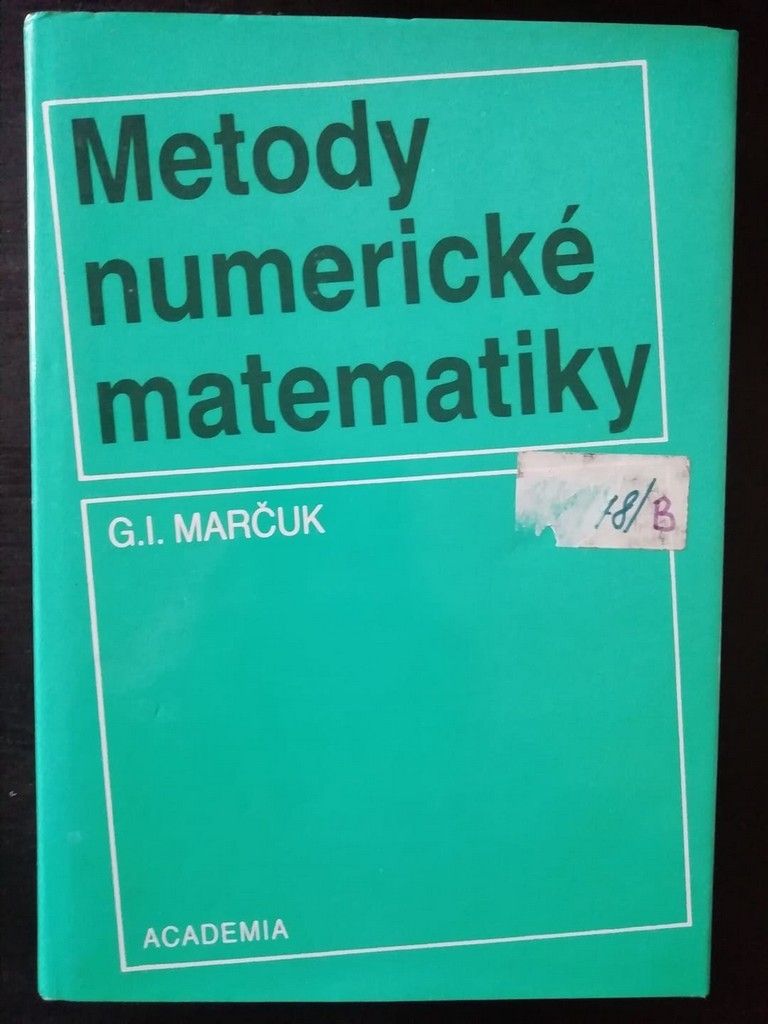 Metody
numerické
matematiky
G.I. MARČUK
18/B
ACADEMIA